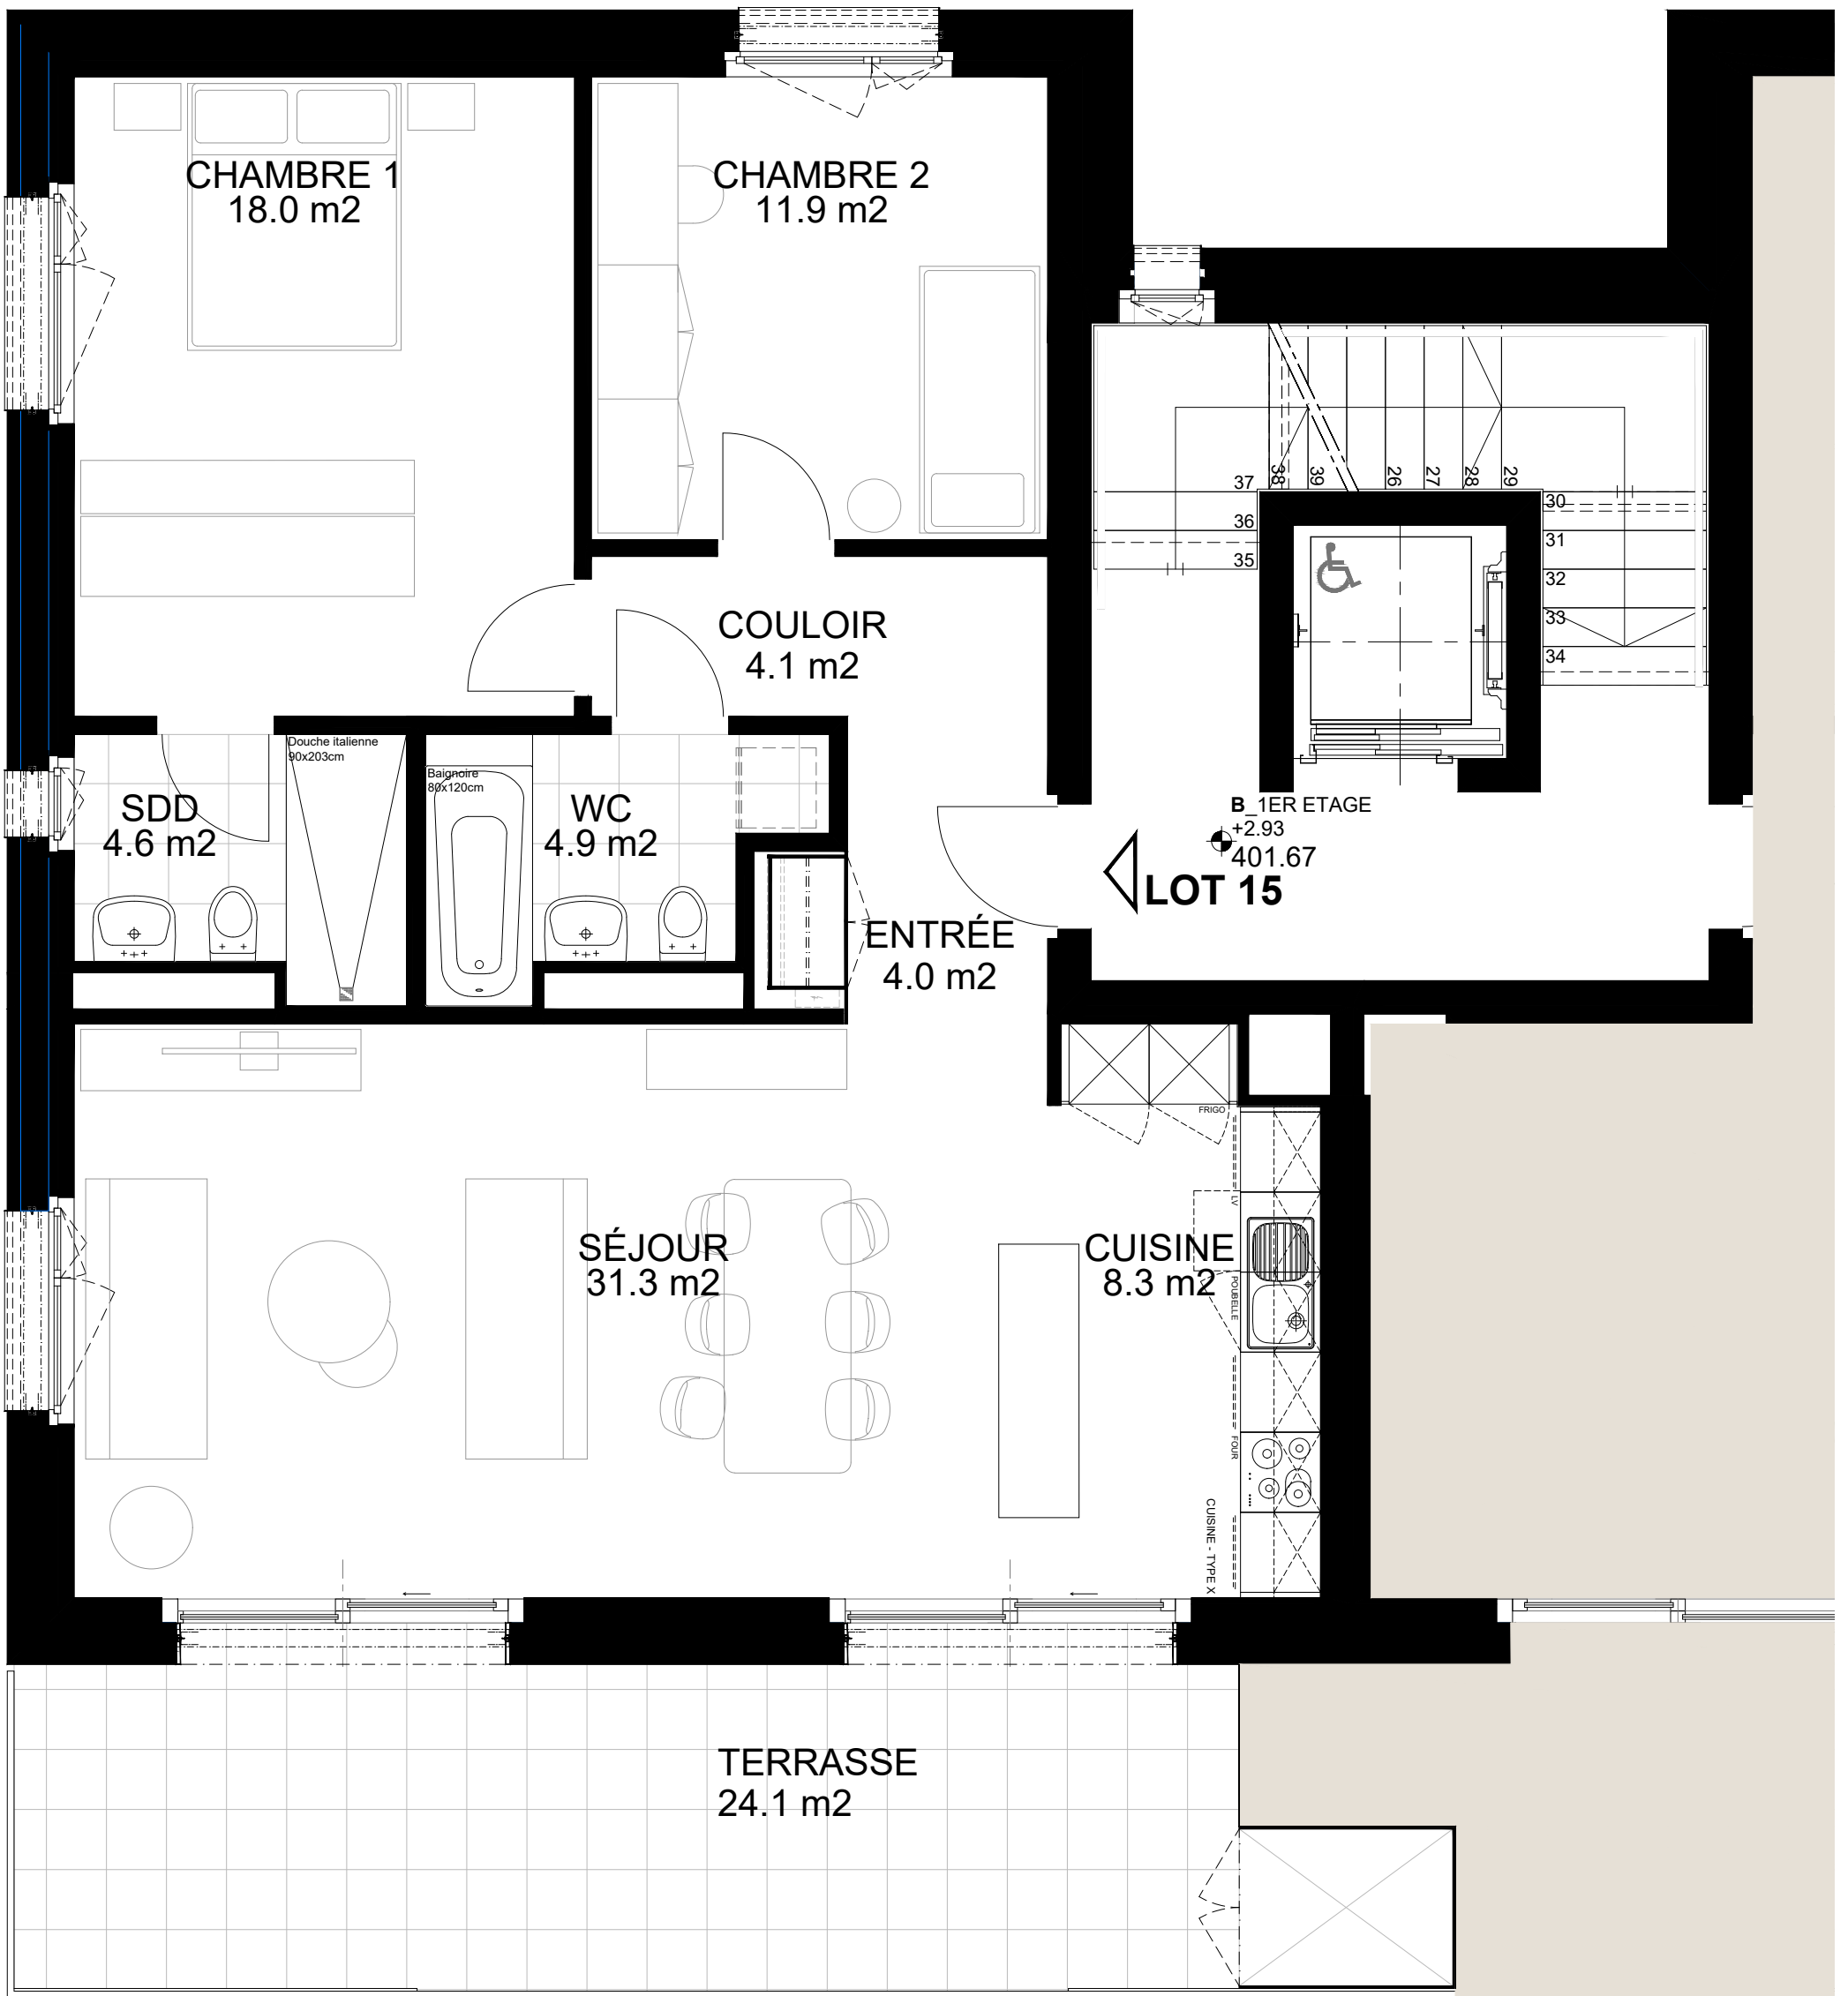 CHAMBRE 1
18.0 m2
CHAMBRE 2
11.9 m2
37
36
35
38
39
26
27
28
29
30
31
32
33
34
COULOIR
4.1 m2
Douche italienne
90x203cm
SDD
4.6 m2
Baignoire
80x120cm
WC
4.9 m2
B_1ER ETAGE
+2.93
401.67
LOT 15
ENTRÉE
4.0 m2
FRIGO
LV
SÉJOUR
31.3 m2
CUISINE
8.3 m2
POUBELLE
FOUR
CUISINE - TYPE X
TERRASSE
24.1 m2